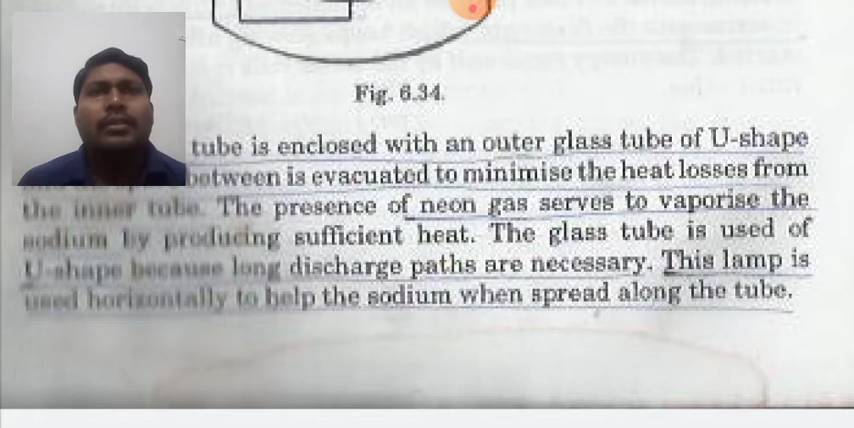 Fig. 6.34.
tube is enclosed with an outer glass tube of U-shape
between is evacuated to minimise the heat losses from
the inner tube. The presence of neon gas serves to vaporise the
sodium by producing sufficient heat. The glass tube is used of
U-shape because long discharge paths are necessary. This lamp is
used horizontally to help the sodium when spread along the tube.